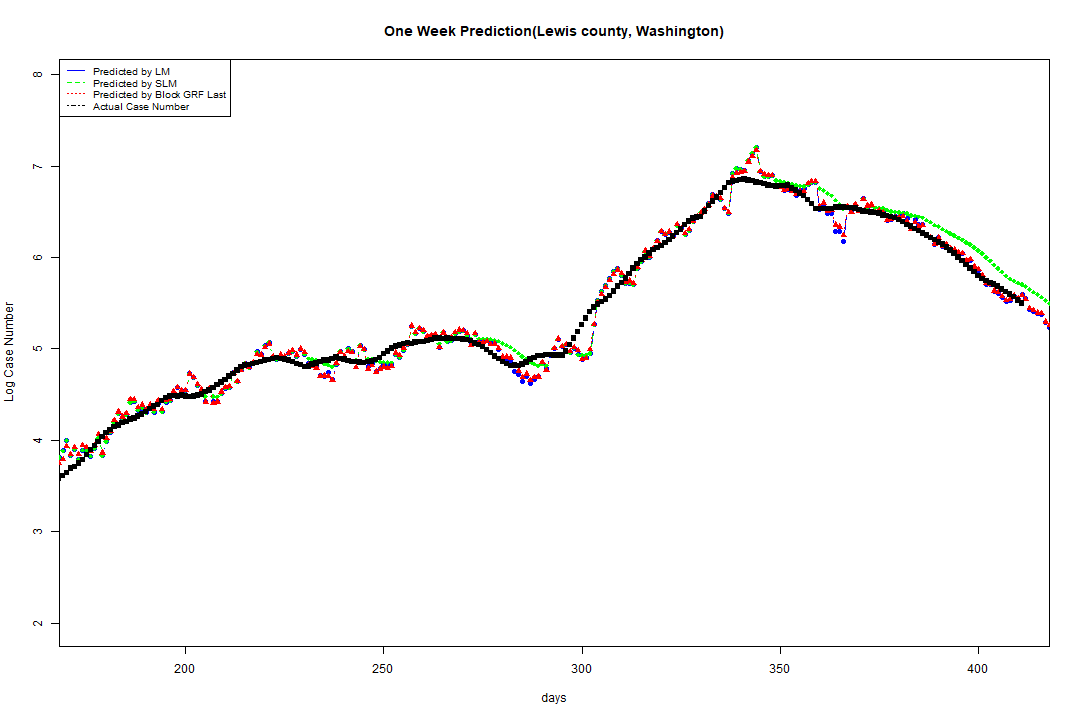 One Week Prediction(Lewis county, Washington)
Predicted by LM
Predicted by SLM
Predicted by Block GRF Last
Actual Case Number
8
7
6
5
4
3
2
Log Case Number
200 250 300 350 400
days